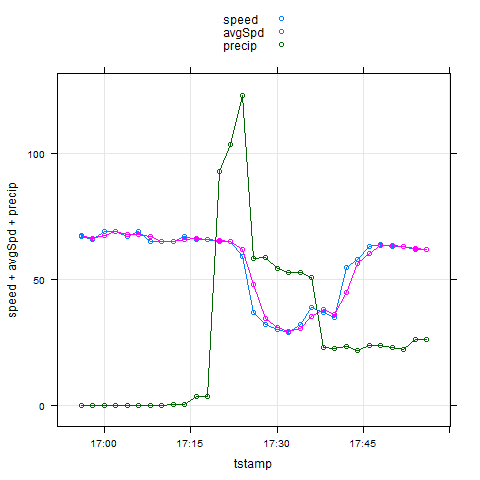 speed
avgSpd
precip
speed + avgSpd + precip
100
50
0
17:00 17:15 17:30 17:45
tstamp